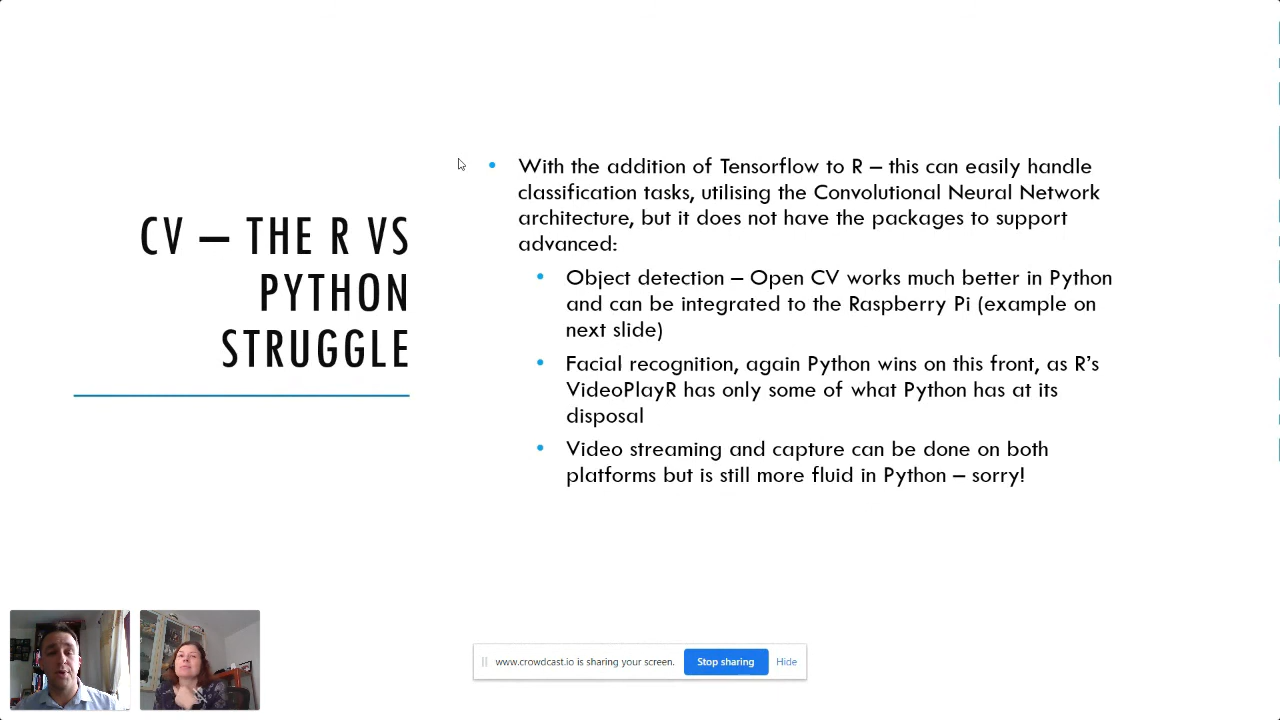 CV – THE R VS
PYTHON
STRUGGLE
• With the addition of Tensorflow to R – this can easily handle
classification tasks, utilising the Convolutional Neural Network
architecture, but it does not have the packages to support
advanced:
• Object detection – Open CV works much better in Python
and can be integrated to the Raspberry Pi (example on
next slide)
• Facial recognition, again Python wins on this front, as R's
VideoPlayR has only some of what Python has at its
disposal
• Video streaming and capture can be done on both
platforms but is still more fluid in Python – sorry!
www.crowdcast.io is sharing your screen. Stop sharing Hide